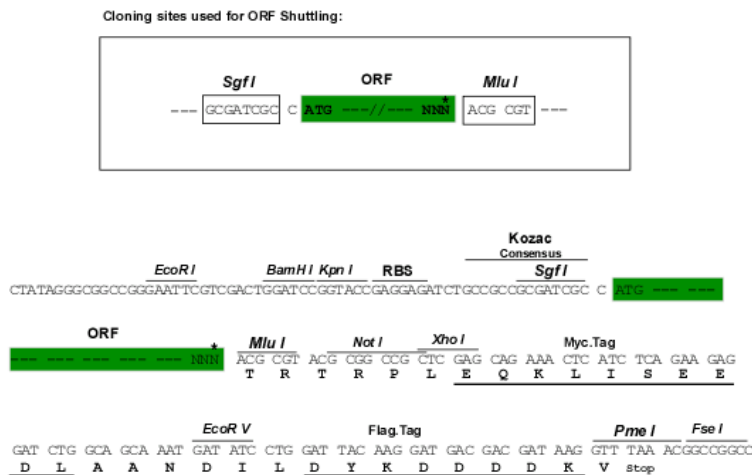 Cloning sites used for ORF Shuttling:
Sgf I ORF Mlu I
--- GCGATCGC C ATG ---//--- NNN* ACG CGT ---
Kozac
Consensus
EcoR I BamH I Kpn I RBS Sgf I
CTATAGGGCGGCCGGGAATTCGTCGACTGGATCCGGTACCGAGGAGATCTGCCGCCGCGATCGC C ATG --- ---
ORF Mlu I Not I Xho I Myc.Tag
--- --- --- --- --- NNN* ACG CGT ACG CGG CCG CTC GAG CAG AAA CTC ATC TCA GAA GAG
T R T R P L E Q K L I S E E
EcoR V Flag.Tag Pme I Fse I
GAT CTG GCA GCA AAT GAT ATC CTG GAT TAC AAG GAT GAC GAC GAT AAG GTT TAA ACGGCCGGCC
D L A A N D I L D Y K D D D D K V Stop